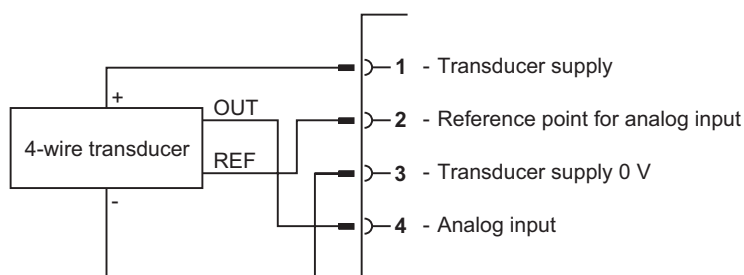 1 - Transducer supply
+
OUT
2 - Reference point for analog input
4-wire transducer
REF
3 - Transducer supply 0 V
-
4 - Analog input